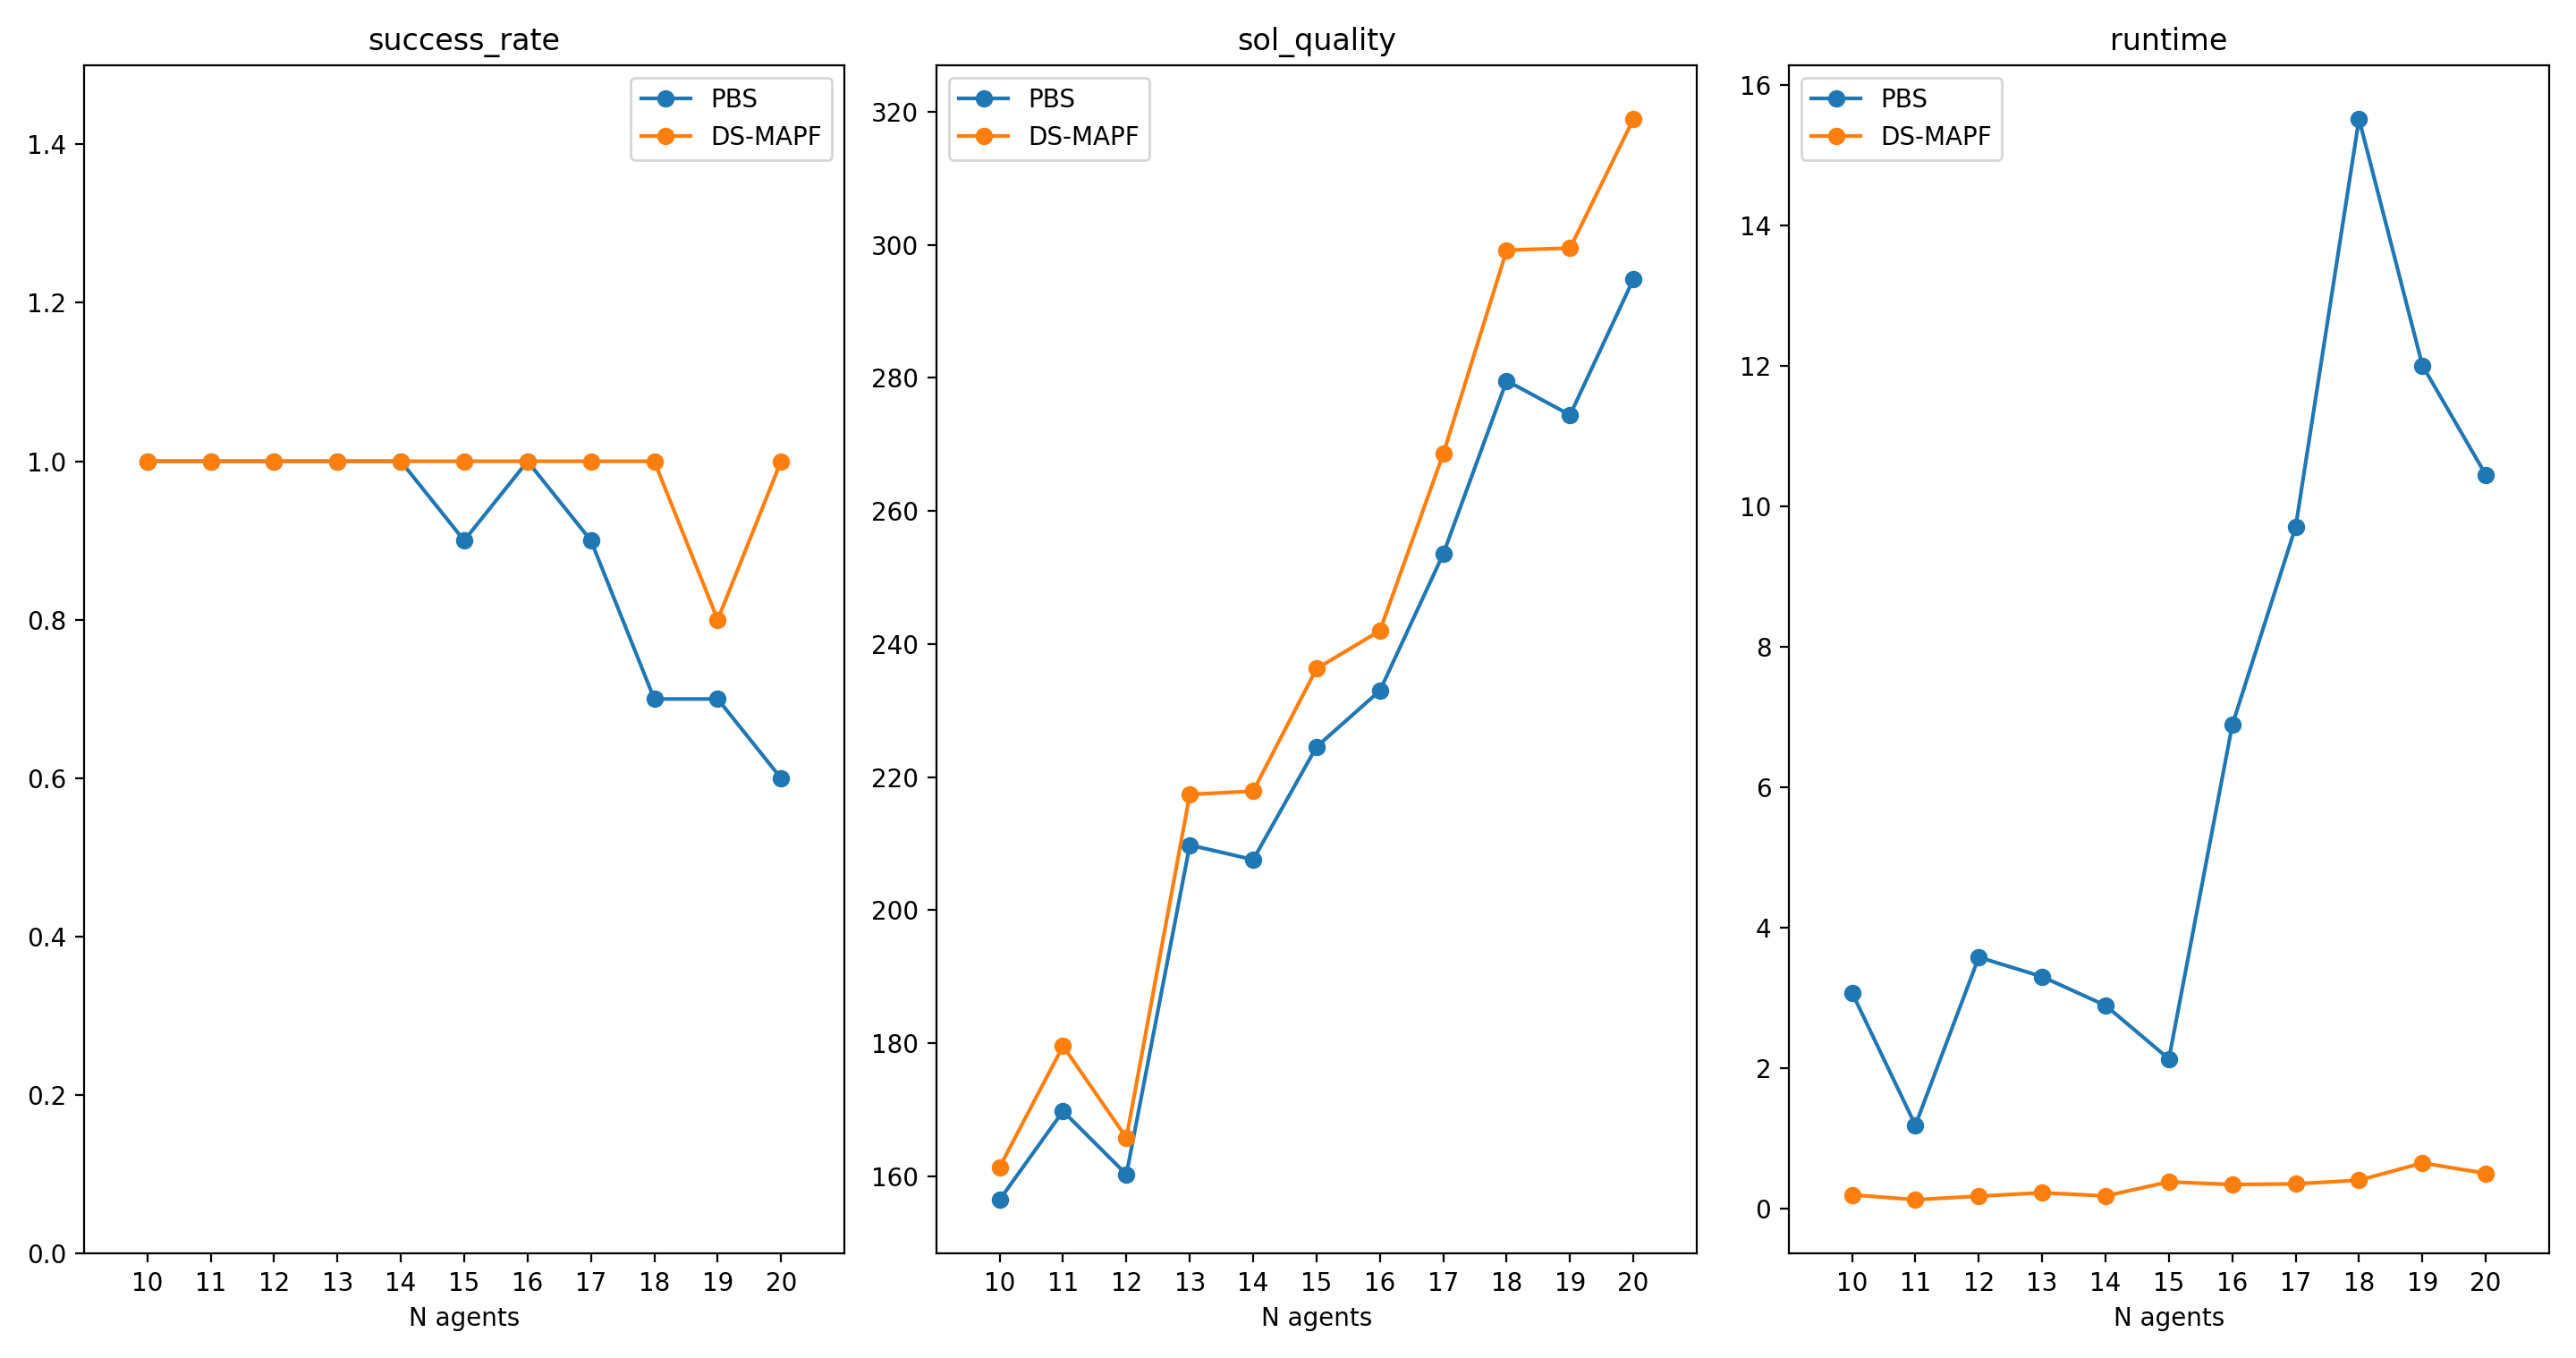 success_rate
PBS
DS-MAPF
1.4
1.2
1.0
0.8
0.6
0.4
0.2
0.0
10 11 12 13 14 15 16 17 18 19 20
N agents
sol_quality
PBS
DS-MAPF
320
300
280
260
240
220
200
180
160
10 11 12 13 14 15 16 17 18 19 20
N agents
runtime
PBS
DS-MAPF
16
14
12
10
8
6
4
2
0
10 11 12 13 14 15 16 17 18 19 20
N agents